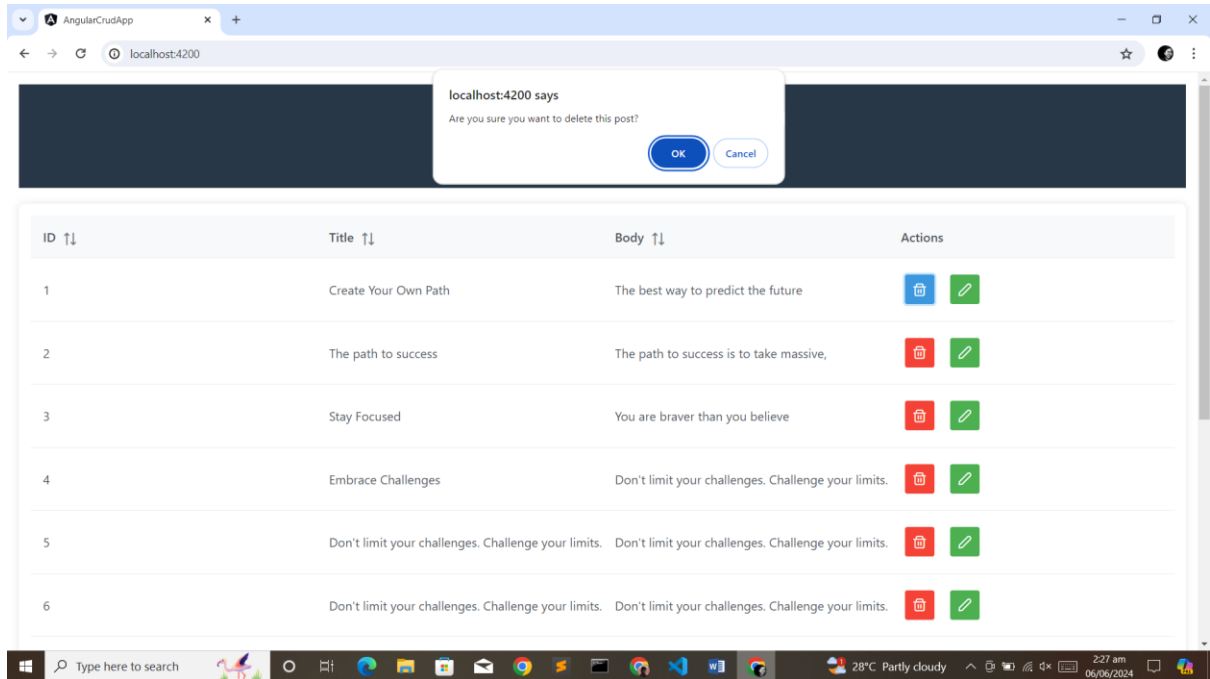 AngularCrudApp
localhost:4200
localhost:4200 says
Are you sure you want to delete this post?
OK Cancel
ID Title Body Actions
1 Create Your Own Path The best way to predict the future
2 The path to success The path to success is to take massive,
3 Stay Focused You are braver than you believe
4 Embrace Challenges Don't limit your challenges. Challenge your limits.
5 Don't limit your challenges. Challenge your limits. Don't limit your challenges. Challenge your limits.
6 Don't limit your challenges. Challenge your limits. Don't limit your challenges. Challenge your limits.
Type here to search 28°C Partly cloudy 2:27 am
06/06/2024